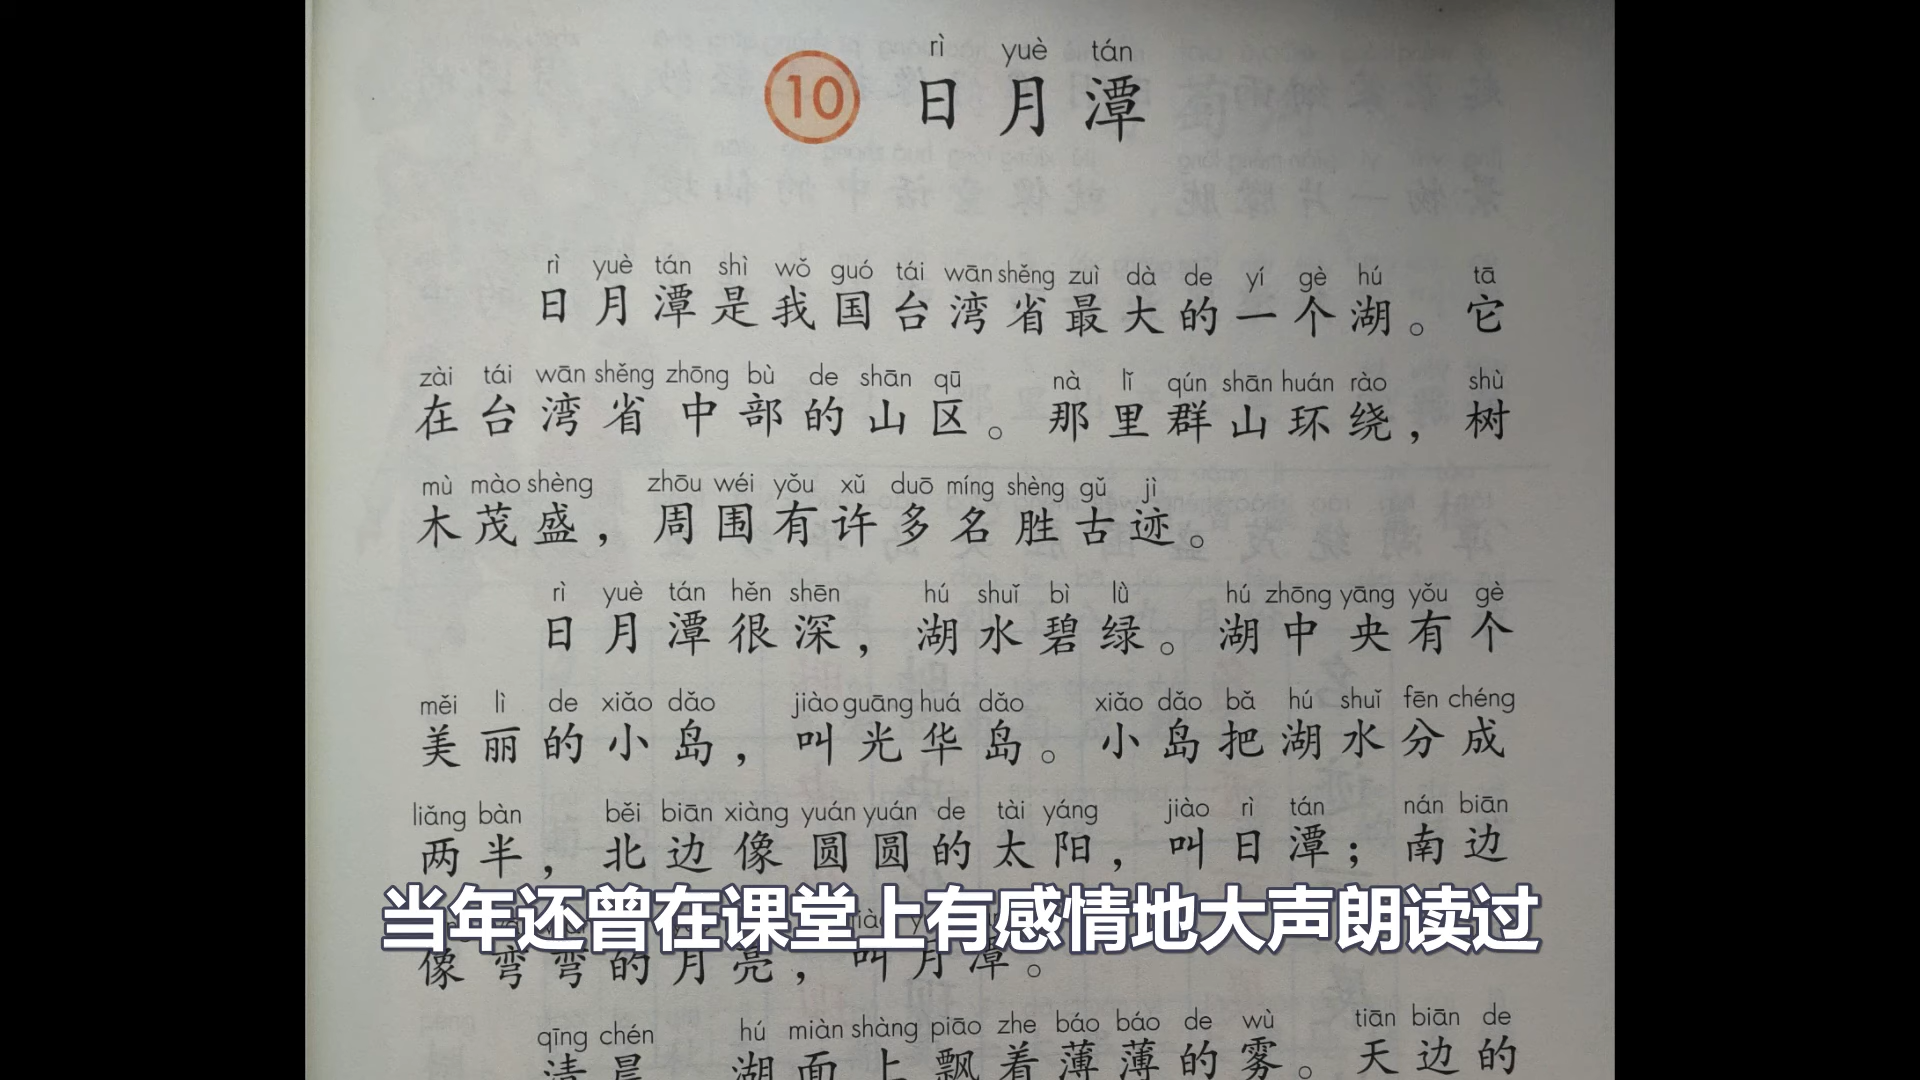 rì yuè tán
10 日月潭
rì yuè tán shì wǒ guó tái wān shěng zuì dà de yí gè hú tā
日月潭是我国台湾省最大的一个湖。它
zài tái wān shěng zhōng bù de shān qū nà lǐ qún shān huán rào shù
在台湾省中部的山区。那里群山环绕，树
mù mào shèng zhōu wéi yǒu xǔ duō míng shèng gǔ jì
木茂盛，周围有许多名胜古迹。
rì yuè tán hěn shēn hú shuǐ bì lǜ hú zhōng yāng yǒu gè
日月潭很深，湖水碧绿。湖中央有个
měi lì de xiǎo dǎo jiào guāng huá dǎo xiǎo dǎo bǎ hú shuǐ fēn chéng
美丽的小岛，叫光华岛。小岛把湖水分成
liǎng bàn běi biān xiàng yuán yuán de tài yáng jiào rì tán nán biān
两半，北边像圆圆的太阳，叫日潭；南边
当年还曾在课堂上有感情地大声朗读过
像弯弯的月亮，叫月潭。
qīng chén hú miàn shàng piāo zhe báo báo de wù tiān biān de
清晨 湖面上飘着薄薄的雾。天边的